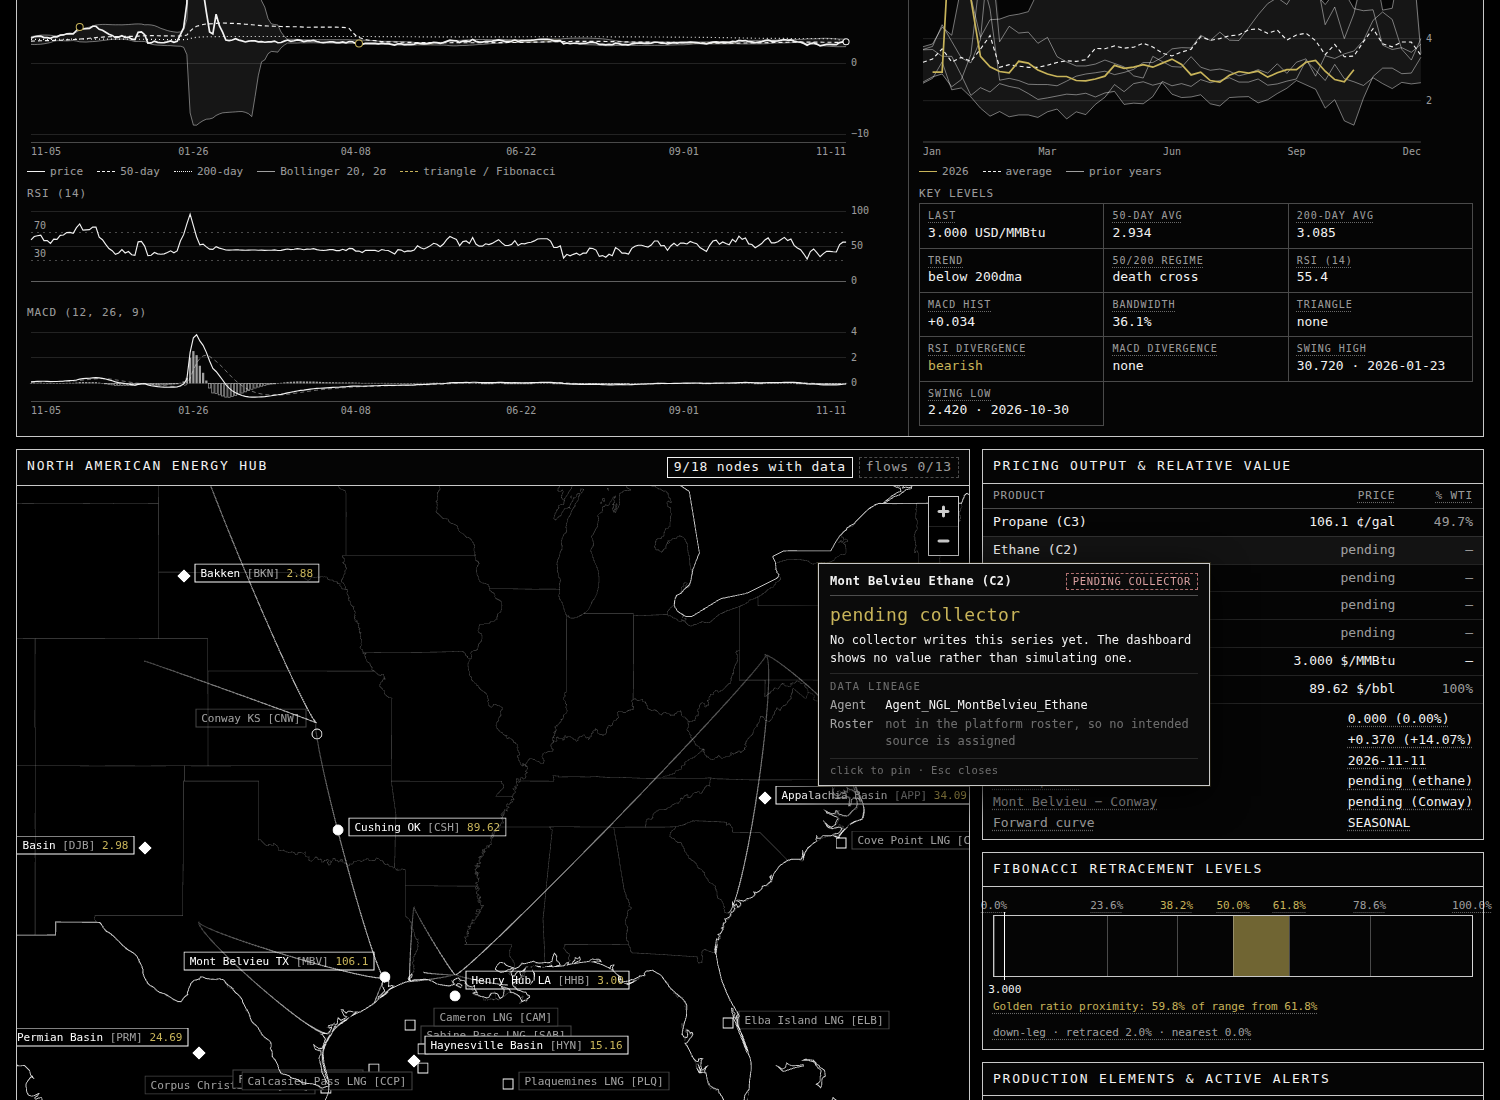 0
−10
11-05 01-26 04-08 06-22 09-01 11-11
price 50-day 200-day Bollinger 20, 2σ triangle / Fibonacci
RSI (14)
100
70
50
30
0
MACD (12, 26, 9)
4
2
0
11-05 01-26 04-08 06-22 09-01 11-11
4
2
Jan Mar Jun Sep Dec
2026 average prior years
KEY LEVELS
LAST
3.000 USD/MMBtu
50-DAY AVG
2.934
200-DAY AVG
3.085
TREND
below 200dma
50/200 REGIME
death cross
RSI (14)
55.4
MACD HIST
+0.034
BANDWIDTH
36.1%
TRIANGLE
none
RSI DIVERGENCE
bearish
MACD DIVERGENCE
none
SWING HIGH
30.720 · 2026-01-23
SWING LOW
2.420 · 2026-10-30
NORTH AMERICAN ENERGY HUB
9/18 nodes with data
flows 0/13
+
−
Bakken [BKN] 2.88
Conway KS [CNW]
Cushing OK [CSH] 89.62
Basin [DJB] 2.98
Appalachia Basin [APP] 34.09
Cove Point LNG [C
Mont Belvieu TX [MBV] 106.1
Henry Hub LA [HHB] 3.00
Cameron LNG [CAM]
Sabine Pass LNG [SAB]
Elba Island LNG [ELB]
Permian Basin [PRM] 24.69
Haynesville Basin [HYN] 15.16
Corpus Christ
Calcasieu Pass LNG [CCP]
Plaquemines LNG [PLQ]
PRICING OUTPUT & RELATIVE VALUE
PRODUCT PRICE % WTI
Propane (C3) 106.1 ¢/gal 49.7%
Ethane (C2) pending —
pending —
pending —
pending —
3.000 $/MMBtu —
89.62 $/bbl 100%
0.000 (0.00%)
+0.370 (+14.07%)
2026-11-11
pending (ethane)
Mont Belvieu − Conway pending (Conway)
Forward curve SEASONAL
Mont Belvieu Ethane (C2)
PENDING COLLECTOR
pending collector
No collector writes this series yet. The dashboard
shows no value rather than simulating one.
DATA LINEAGE
Agent Agent_NGL_MontBelvieu_Ethane
Roster not in the platform roster, so no intended
source is assigned
click to pin · Esc closes
FIBONACCI RETRACEMENT LEVELS
0.0% 23.6% 38.2% 50.0% 61.8% 78.6% 100.0%
3.000
Golden ratio proximity: 59.8% of range from 61.8%
down-leg · retraced 2.0% · nearest 0.0%
PRODUCTION ELEMENTS & ACTIVE ALERTS